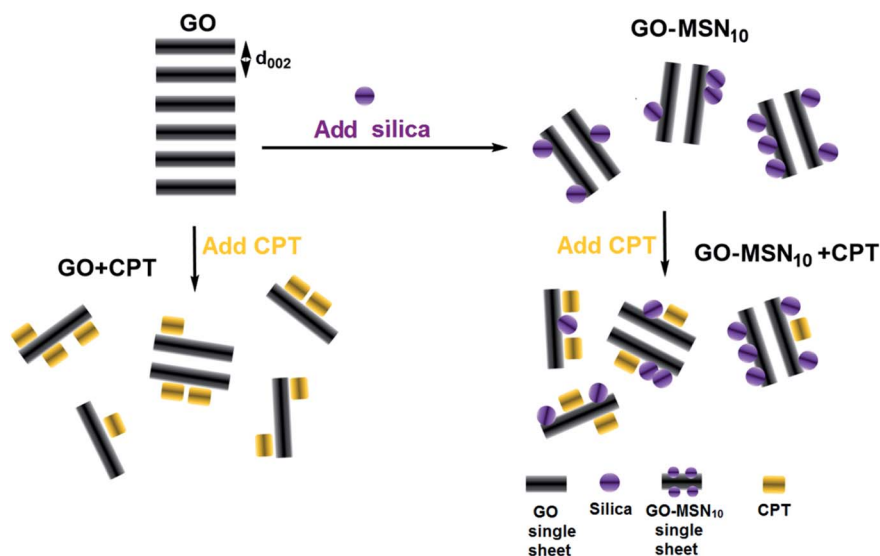 GO
d₀₀₂
GO-MSN₁₀
Add silica
GO+CPT
Add CPT
Add CPT
GO-MSN₁₀ +CPT
GO
single
sheet
Silica
GO-MSN₁₀
single
sheet
CPT